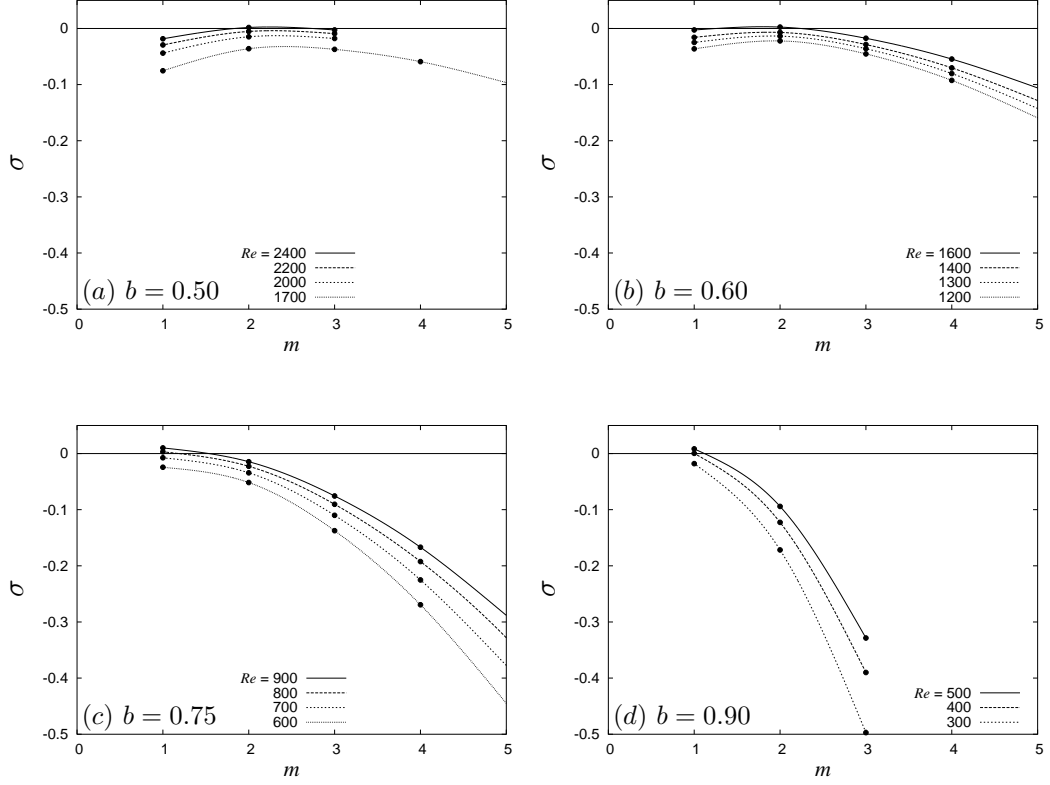 0
-0.1
-0.2
-0.3
-0.4
-0.5
σ
Re = 2400
2200
2000
1700
(a) b = 0.50
0 1 2 3 4 5
m
0
-0.1
-0.2
-0.3
-0.4
-0.5
σ
Re = 1600
1400
1300
1200
(b) b = 0.60
0 1 2 3 4 5
m
0
-0.1
-0.2
-0.3
-0.4
-0.5
σ
Re = 900
800
700
600
(c) b = 0.75
0 1 2 3 4 5
m
0
-0.1
-0.2
-0.3
-0.4
-0.5
σ
Re = 500
400
300
(d) b = 0.90
0 1 2 3 4 5
m